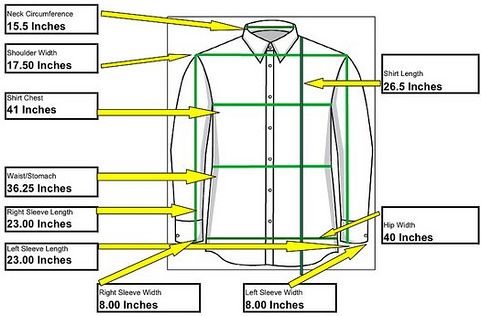 Neck Circumference
15.5 Inches
Shoulder Width
17.50 Inches
Shirt Length
26.5 Inches
Shirt Chest
41 Inches
Waist/Stomach
36.25 Inches
Right Sleeve Length
23.00 Inches
Hip Width
40 Inches
Left Sleeve Length
23.00 Inches
Right Sleeve Width
8.00 Inches
Left Sleeve Width
8.00 Inches